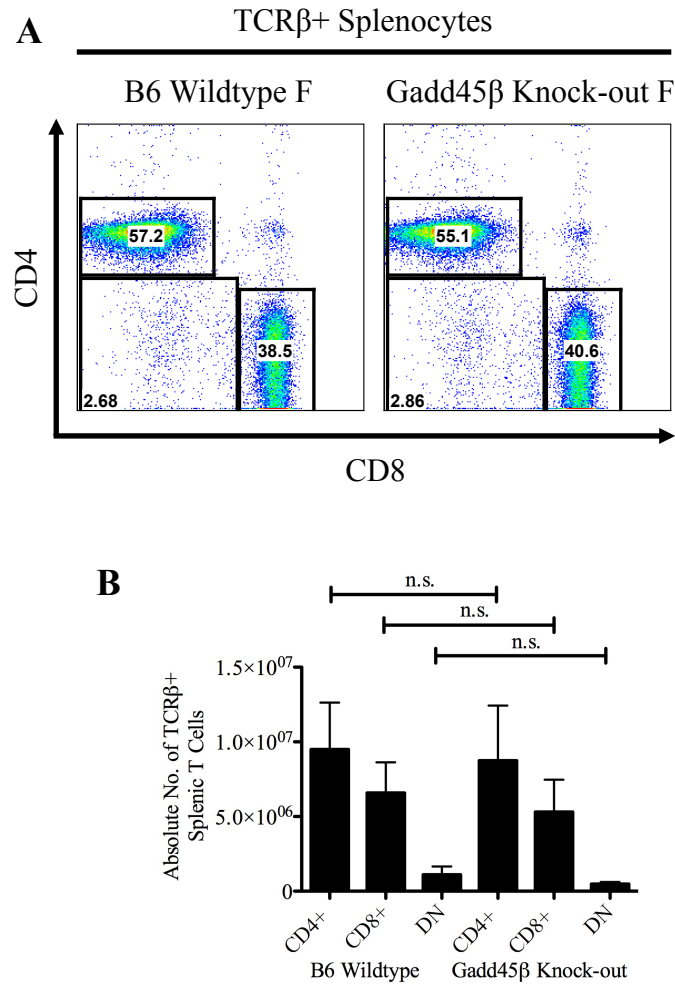 A
TCRβ+ Splenocytes
B6 Wildtype F
Gadd45β Knock-out F
CD4
57.2
38.5
2.68
55.1
40.6
2.86
CD8
B
n.s.
n.s.
n.s.
Absolute No. of TCRβ+
Splenic T Cells
1.5×10⁰⁷
1.0×10⁰⁷
5.0×10⁰⁶
0
CD4+
CD8+
DN
CD4+
CD8+
DN
B6 Wildtype
Gadd45β Knock-out